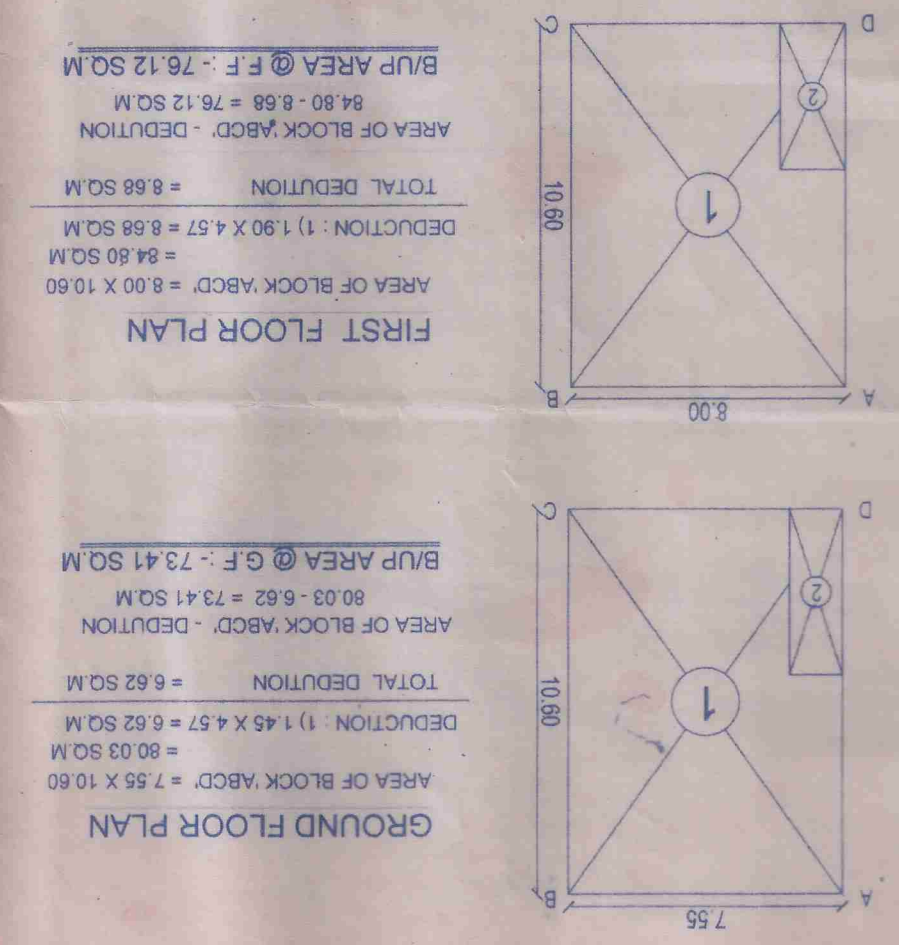 7.55
A
B
1
10.60
2
D
C
GROUND FLOOR PLAN
AREA OF BLOCK 'ABCD' = 7.55 X 10.60
= 80.03 SQ.M
DEDUCTION : 1) 1.45 X 4.57 = 6.62 SQ.M
TOTAL DEDUTION = 6.62 SQ.M
AREA OF BLOCK 'ABCD' - DEDUTION
80.03 - 6.62 = 73.41 SQ.M
B/UP AREA @ G.F :- 73.41 SQ.M
8.00
A
B
1
10.60
2
D
C
FIRST FLOOR PLAN
AREA OF BLOCK 'ABCD' = 8.00 X 10.60
= 84.80 SQ.M
DEDUCTION : 1) 1.90 X 4.57 = 8.68 SQ.M
TOTAL DEDUTION = 8.68 SQ.M
AREA OF BLOCK 'ABCD' - DEDUTION
84.80 - 8.68 = 76.12 SQ.M
B/UP AREA @ F.F :- 76.12 SQ.M